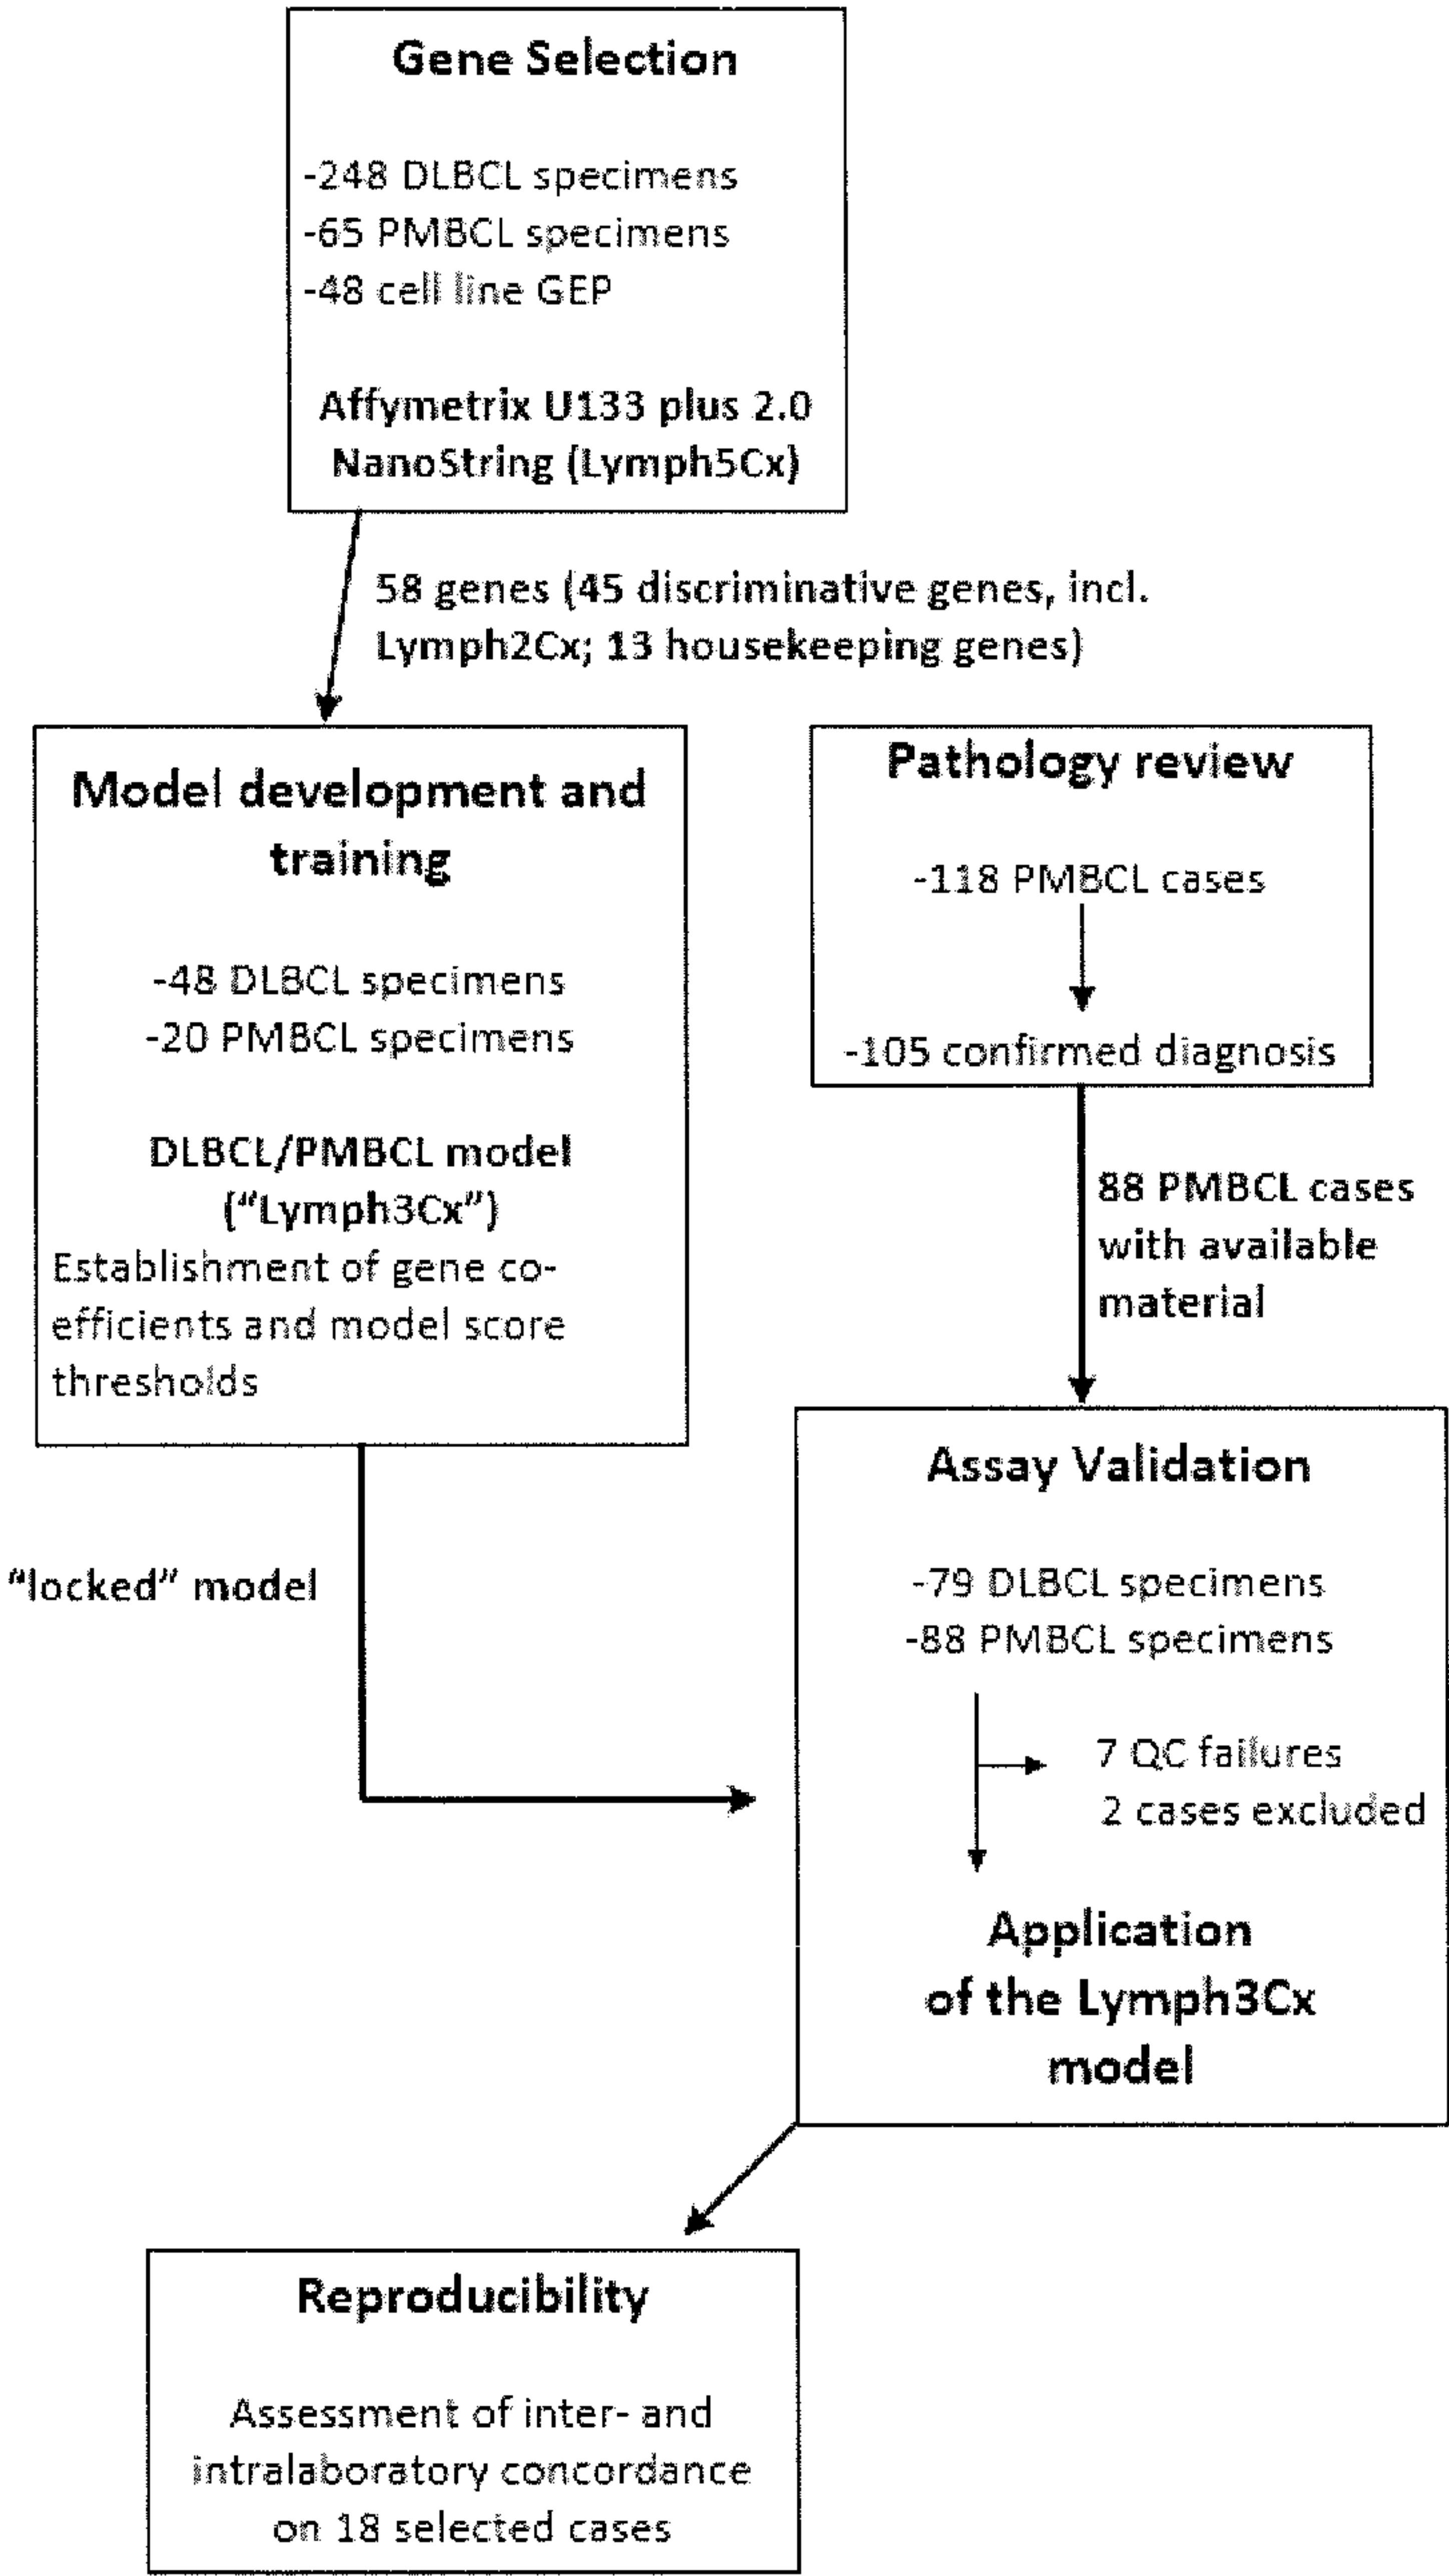 Gene Selection
-248 DLBCL specimens
-65 PMBCL specimens
-48 cell line GEP
Affymetrix U133 plus 2.0
NanoString (Lymph5Cx)
58 genes (45 discriminative genes, incl.
Lymph2Cx; 13 housekeeping genes)
Model development and
training
-48 DLBCL specimens
-20 PMBCL specimens
DLBCL/PMBCL model
(“Lymph3Cx”)
Establishment of gene co-
efficients and model score
thresholds
Pathology review
-118 PMBCL cases
-105 confirmed diagnosis
88 PMBCL cases
with available
material
“locked” model
Assay Validation
-79 DLBCL specimens
-88 PMBCL specimens
7 QC failures
2 cases excluded
Application
of the Lymph3Cx
model
Reproducibility
Assessment of inter- and
intralaboratory concordance
on 18 selected cases